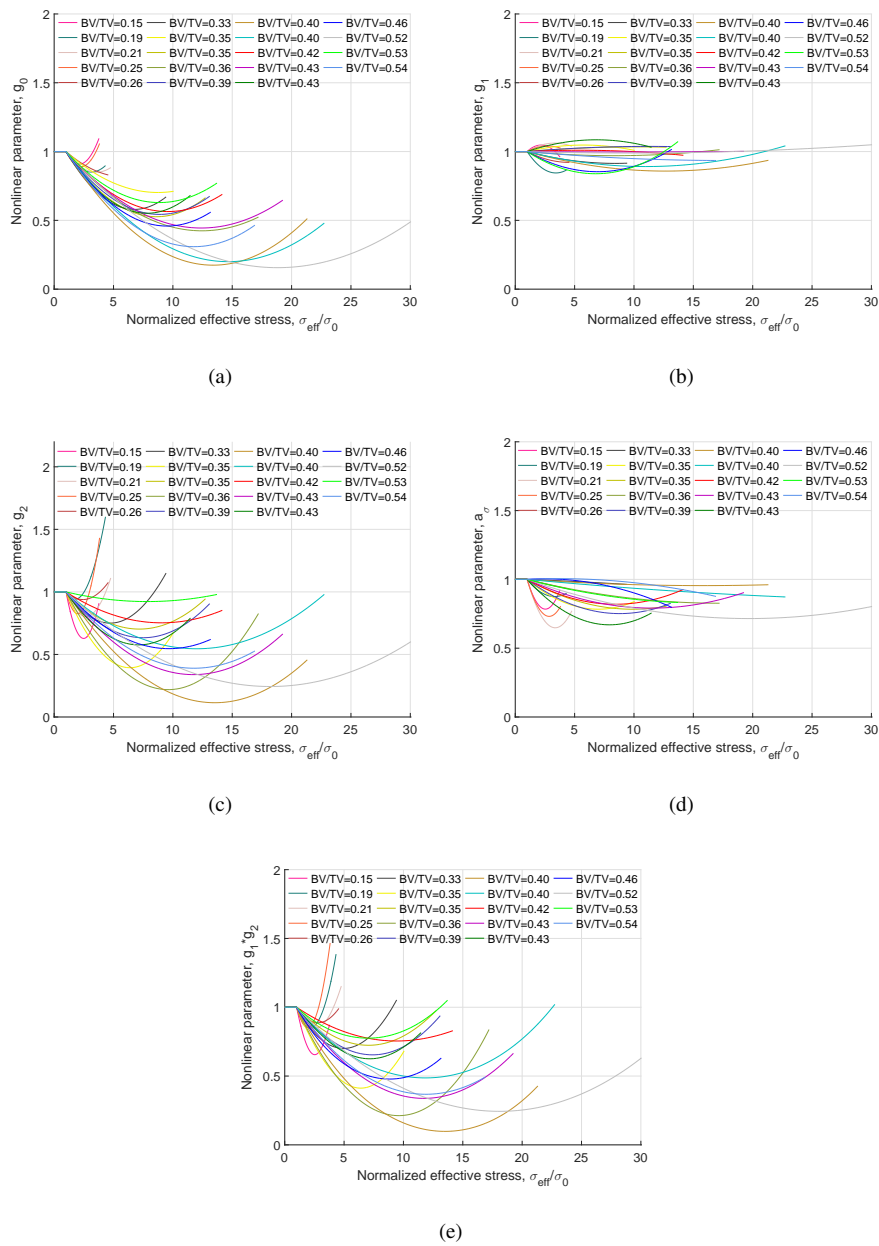 2
1.5
1
0.5
0
Nonlinear parameter, g0
BV/TV=0.15 BV/TV=0.33 BV/TV=0.40 BV/TV=0.46
BV/TV=0.19 BV/TV=0.35 BV/TV=0.40 BV/TV=0.52
BV/TV=0.21 BV/TV=0.35 BV/TV=0.42 BV/TV=0.53
BV/TV=0.25 BV/TV=0.36 BV/TV=0.43 BV/TV=0.54
BV/TV=0.26 BV/TV=0.39 BV/TV=0.43
0 5 10 15 20 25 30
Normalized effective stress, σeff/σ0
(a)
2
1.5
1
0.5
0
Nonlinear parameter, g1
BV/TV=0.15 BV/TV=0.33 BV/TV=0.40 BV/TV=0.46
BV/TV=0.19 BV/TV=0.35 BV/TV=0.40 BV/TV=0.52
BV/TV=0.21 BV/TV=0.35 BV/TV=0.42 BV/TV=0.53
BV/TV=0.25 BV/TV=0.36 BV/TV=0.43 BV/TV=0.54
BV/TV=0.26 BV/TV=0.39 BV/TV=0.43
0 5 10 15 20 25 30
Normalized effective stress, σeff/σ0
(b)
2
1.5
1
0.5
0
Nonlinear parameter, g2
BV/TV=0.15 BV/TV=0.33 BV/TV=0.40 BV/TV=0.46
BV/TV=0.19 BV/TV=0.35 BV/TV=0.40 BV/TV=0.52
BV/TV=0.21 BV/TV=0.35 BV/TV=0.42 BV/TV=0.53
BV/TV=0.25 BV/TV=0.36 BV/TV=0.43 BV/TV=0.54
BV/TV=0.26 BV/TV=0.39 BV/TV=0.43
0 5 10 15 20 25 30
Normalized effective stress, σeff/σ0
(c)
2
1.5
1
0.5
0
Nonlinear parameter, aσ
BV/TV=0.15 BV/TV=0.33 BV/TV=0.40 BV/TV=0.46
BV/TV=0.19 BV/TV=0.35 BV/TV=0.40 BV/TV=0.52
BV/TV=0.21 BV/TV=0.35 BV/TV=0.42 BV/TV=0.53
BV/TV=0.25 BV/TV=0.36 BV/TV=0.43 BV/TV=0.54
BV/TV=0.26 BV/TV=0.39 BV/TV=0.43
0 5 10 15 20 25 30
Normalized effective stress, σeff/σ0
(d)
2
1.5
1
0.5
0
Nonlinear parameter, g1*g2
BV/TV=0.15 BV/TV=0.33 BV/TV=0.40 BV/TV=0.46
BV/TV=0.19 BV/TV=0.35 BV/TV=0.40 BV/TV=0.52
BV/TV=0.21 BV/TV=0.35 BV/TV=0.42 BV/TV=0.53
BV/TV=0.25 BV/TV=0.36 BV/TV=0.43 BV/TV=0.54
BV/TV=0.26 BV/TV=0.39 BV/TV=0.43
0 5 10 15 20 25 30
Normalized effective stress, σeff/σ0
(e)